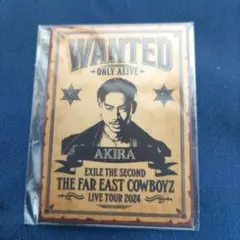 WANTED
ONLY ALIVE
AKIRA
EXILE THE SECOND
THE FAR EAST COWBOYZ
LIVE TOUR 2024